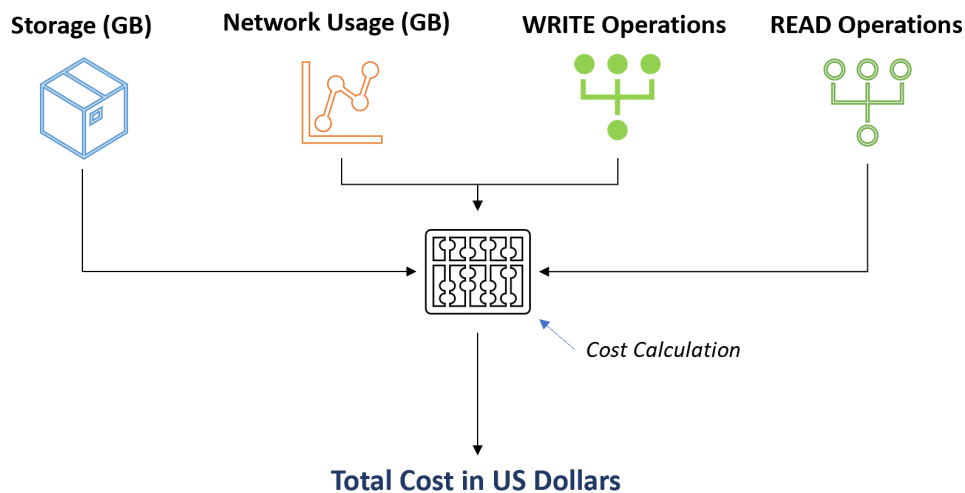 Storage (GB)
Network Usage (GB)
WRITE Operations
READ Operations
Cost Calculation
Total Cost in US Dollars